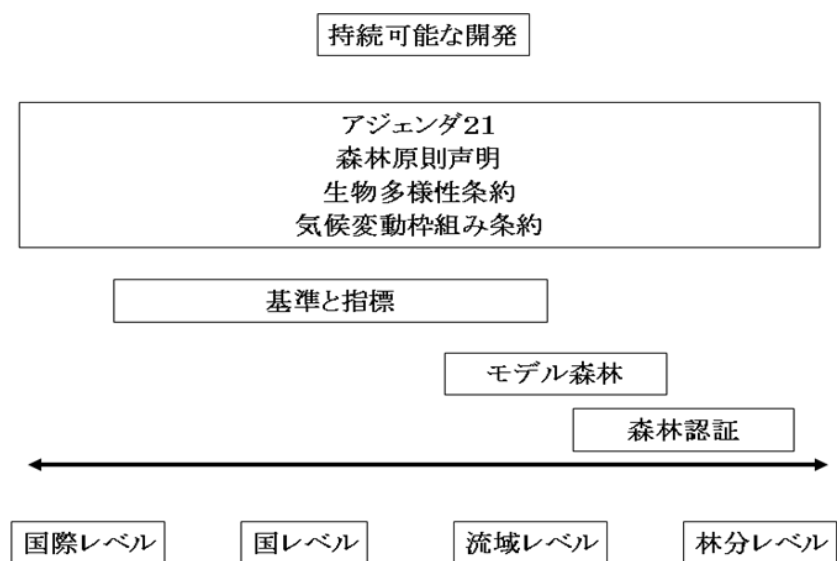 持続可能な開発
アジェンダ21
森林原則声明
生物多様性条約
気候変動枠組み条約
基準と指標
モデル森林
森林認証
国際レベル
国レベル
流域レベル
林分レベル